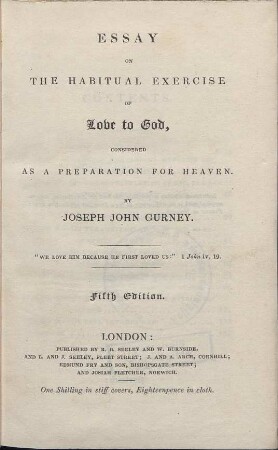 ESSAY
ON
THE HABITUAL EXERCISE
OF
Love to God,
CONSIDERED
AS A PREPARATION FOR HEAVEN.
BY
JOSEPH JOHN GURNEY.
"WE LOVE HIM BECAUSE HE FIRST LOVED US:" 1 John iv, 19.
Fifth Edition.
LONDON:
PUBLISHED BY R. B. SEELEY AND W. BURNSIDE,
AND L. AND J. SEELEY, FLEET STREET; J. AND A. ARCH, CORNHILL;
EDMUND FRY AND SON, BISHOPSGATE STREET;
AND JOSIAH FLETCHER, NORWICH.
One Shilling in stiff covers, Eighteenpence in cloth.